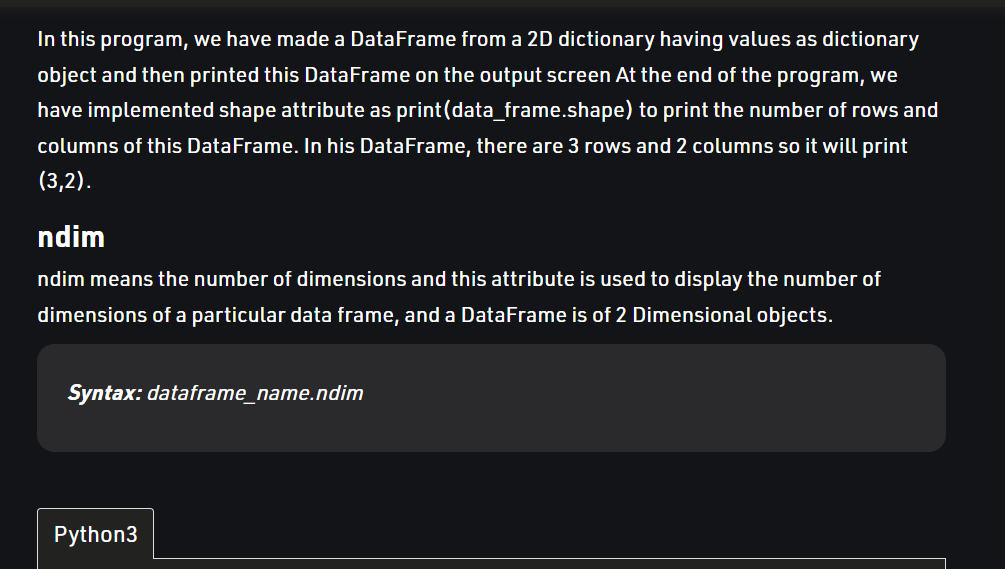 In this program, we have made a DataFrame from a 2D dictionary having values as dictionary
object and then printed this DataFrame on the output screen At the end of the program, we
have implemented shape attribute as print(data_frame.shape) to print the number of rows and
columns of this DataFrame. In his DataFrame, there are 3 rows and 2 columns so it will print
(3,2).
ndim
ndim means the number of dimensions and this attribute is used to display the number of
dimensions of a particular data frame, and a DataFrame is of 2 Dimensional objects.
Syntax: dataframe_name.ndim
Python3